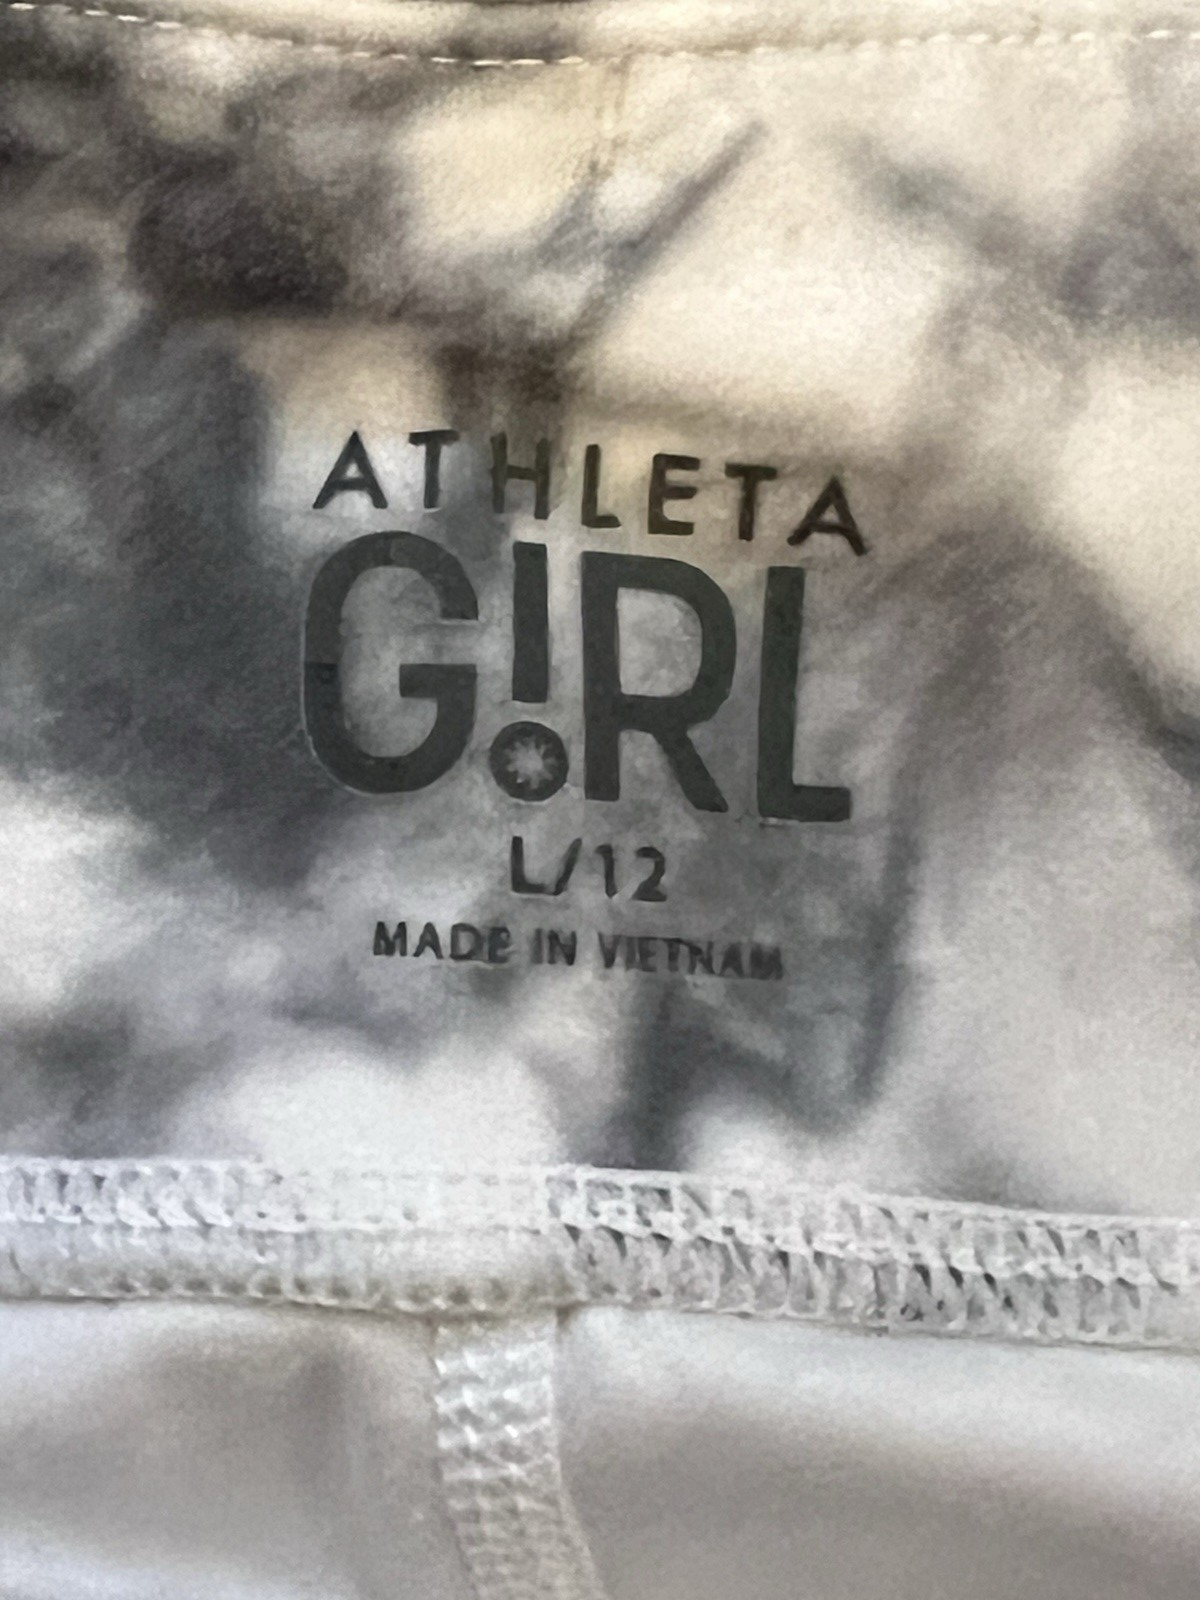 ATHLETA
G!RL
L/12
MADE IN VIETNAM